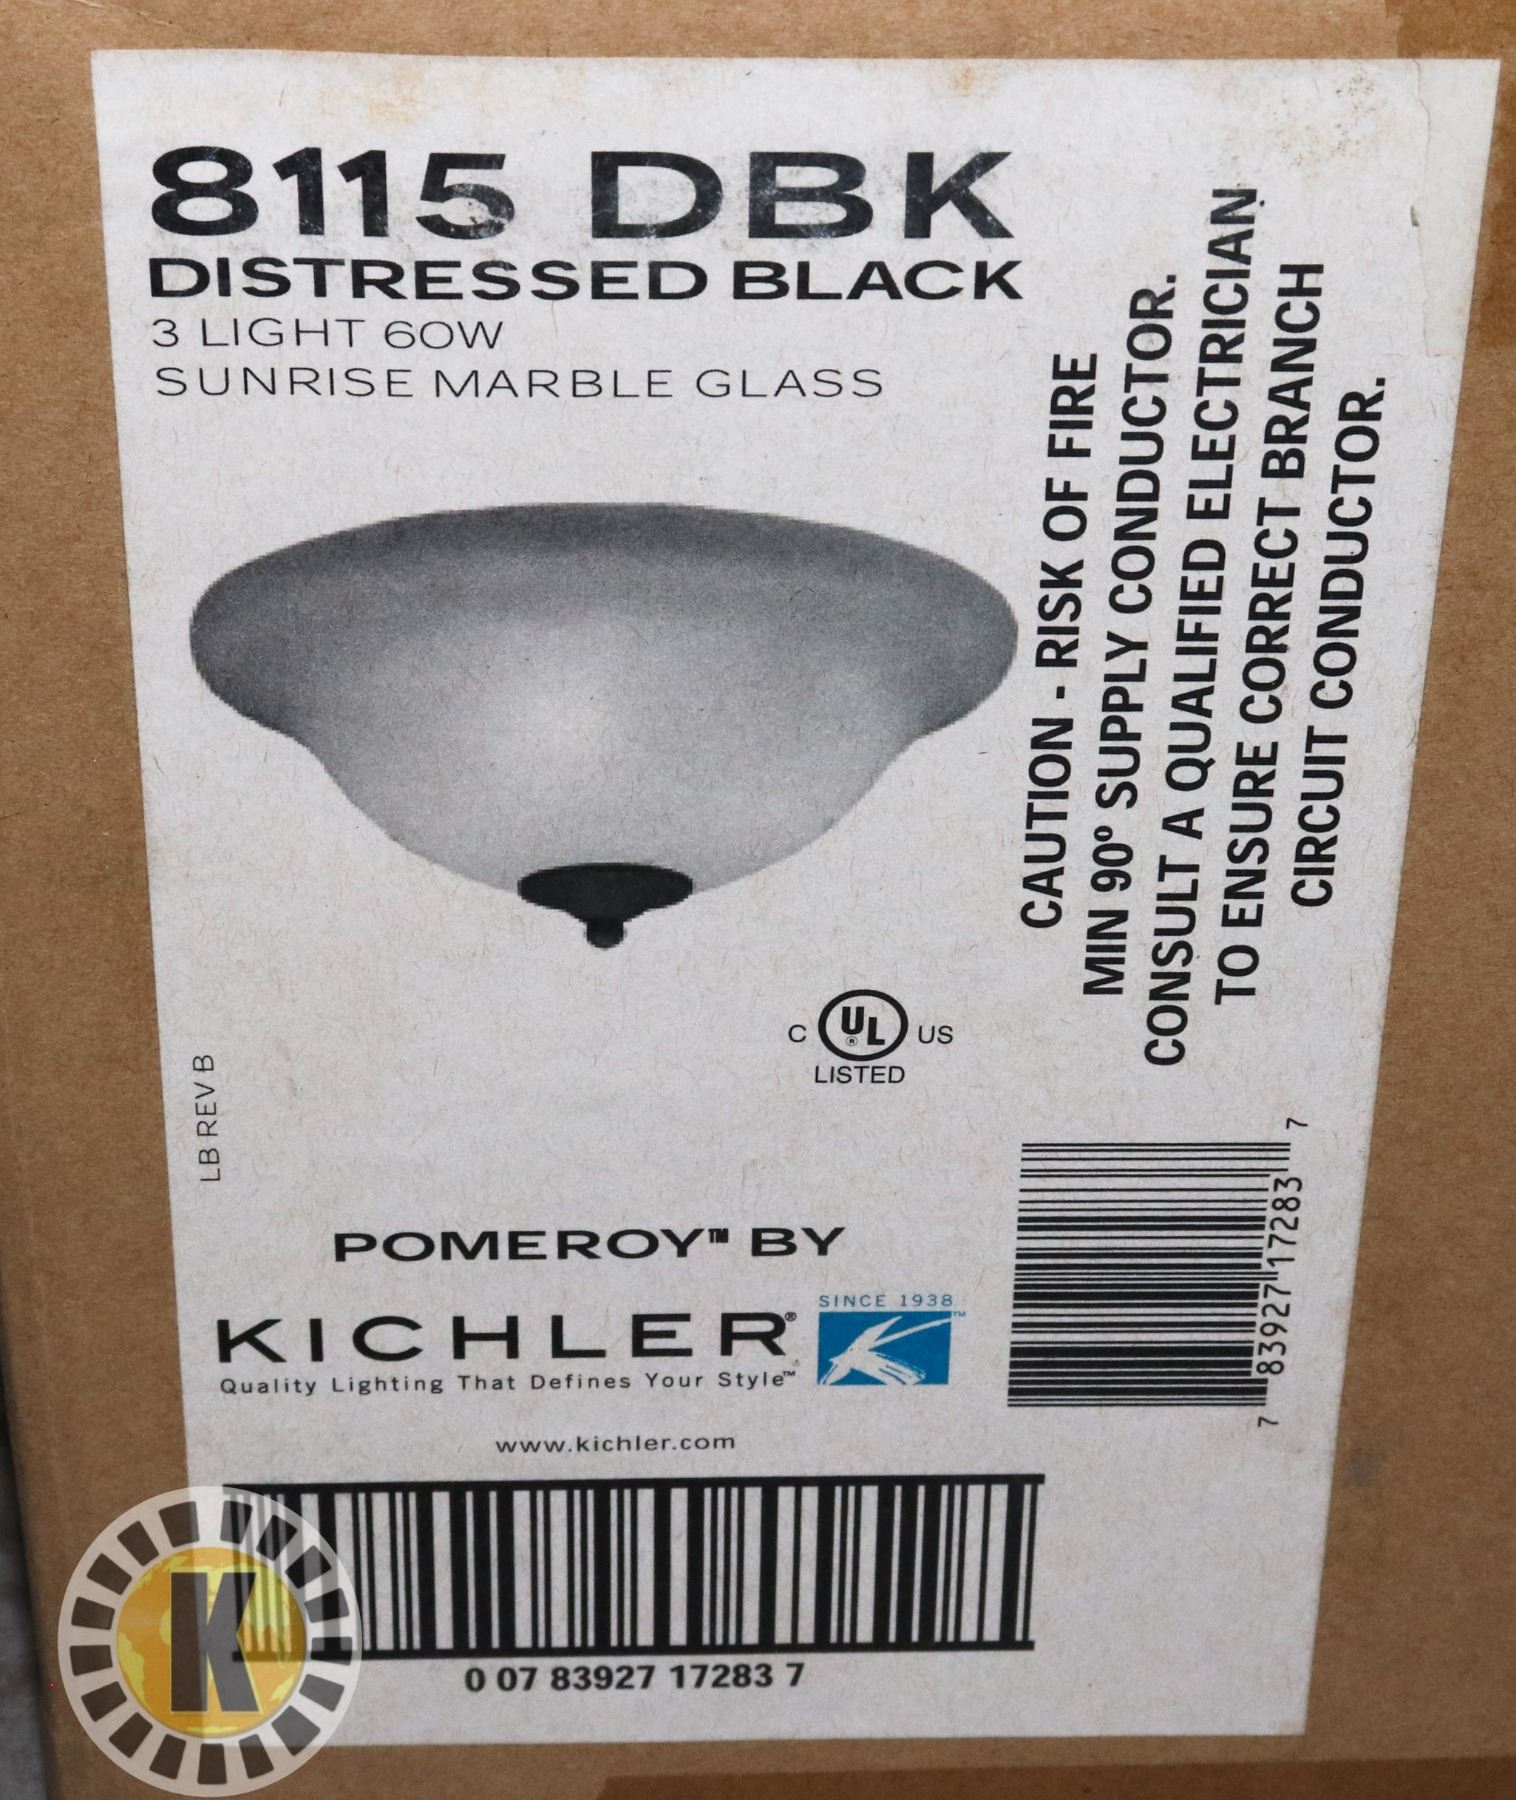 8115 DBK
DISTRESSED BLACK
3 LIGHT 60W
SUNRISE MARBLE GLASS
CAUTION - RISK OF FIRE
MIN 90º SUPPLY CONDUCTOR.
CONSULT A QUALIFIED ELECTRICIAN
TO ENSURE CORRECT BRANCH
CIRCUIT CONDUCTOR.
C UL® US
LISTED
LB REV B
POMEROY™ BY
KICHLER®
SINCE 1938
™
Quality Lighting That Defines Your Style™
www.kichler.com
7 83927 17283 7
0 07 83927 17283 7
K